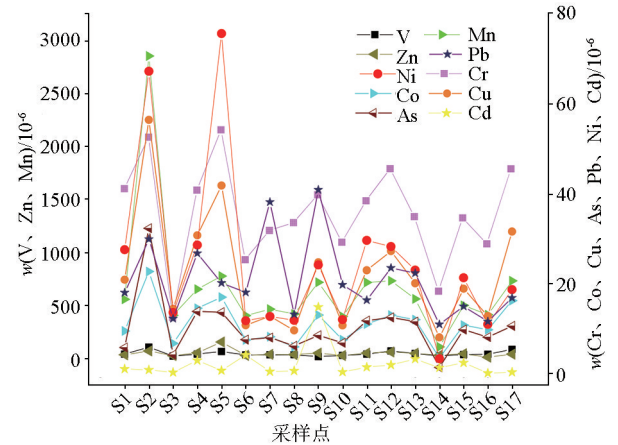 3000
2500
2000
1500
1000
500
0
w(V、Zn、Mn)/10⁻⁶
80
60
40
20
0
w(Cr、Co、Cu、As、Pb、Ni、Cd)/10⁻⁶
V
Zn
Ni
Co
As
Mn
Pb
Cr
Cu
Cd
S1 S2 S3 S4 S5 S6 S7 S8 S9 S10 S11 S12 S13 S14 S15 S16 S17
采样点